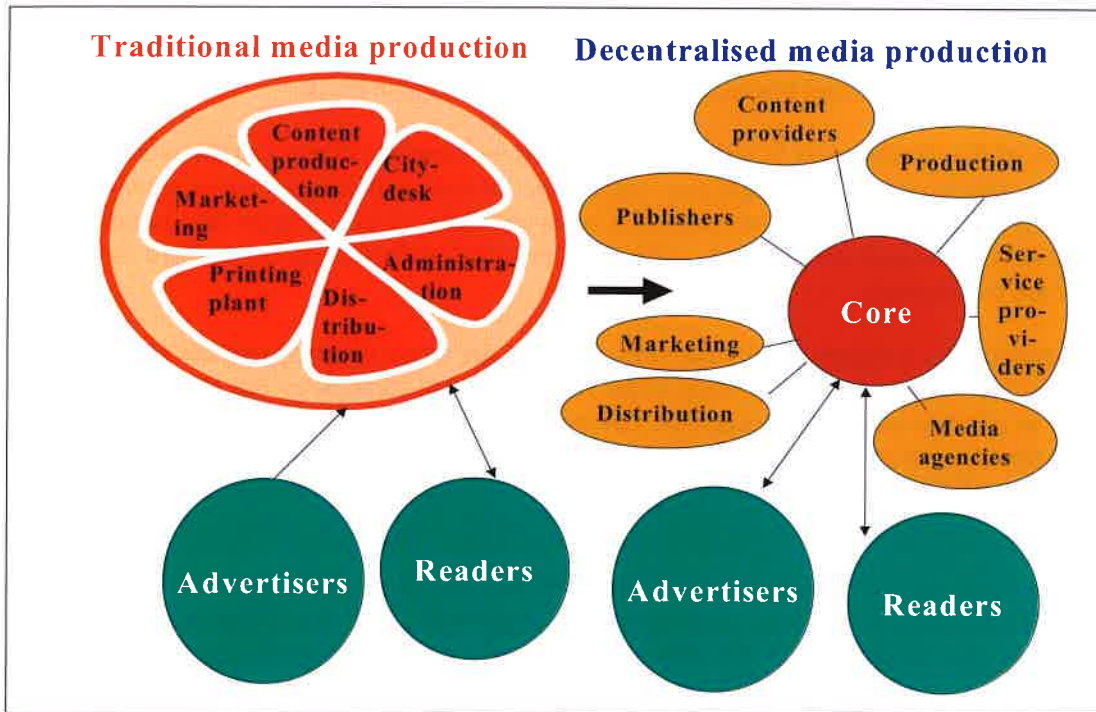 Traditional media production
Decentralised media production
Content
produc-
tion
City-
desk
Market-
ing
Administra-
tion
Printing
plant
Dis-
tribu-
tion
Advertisers
Readers
Content
providers
Production
Publishers
Ser-
vice
pro-
vi-
ders
Core
Marketing
Distribution
Media
agencies
Advertisers
Readers